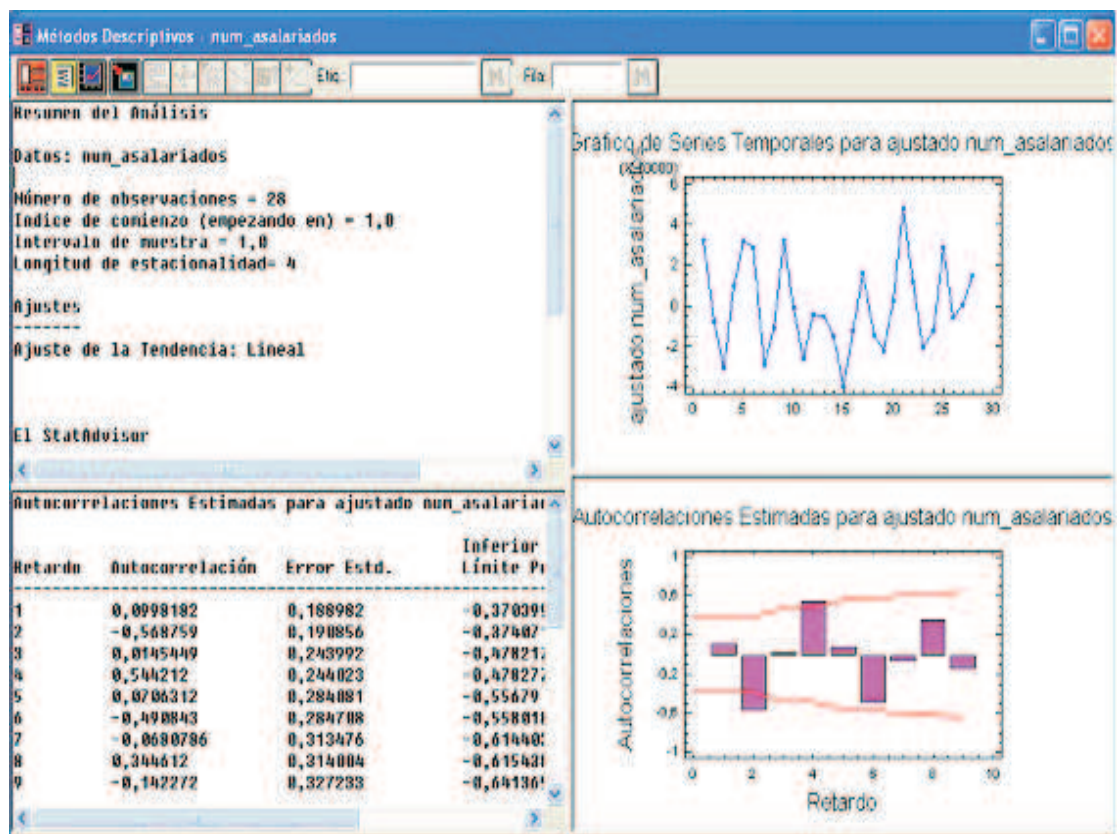 Métodos Descriptivos - num_asalariados
Etiq.: Fila:
Resumen del Análisis
Datos: num_asalariados
Número de observaciones = 28
Indice de comienzo (empezando en) = 1,0
Intervalo de muestra = 1,0
Longitud de estacionalidad= 4
Ajustes
-------
Ajuste de la Tendencia: Lineal
El StatAdvisor
Gráfico de Series Temporales para ajustado num_asalariados
ajustado num_asalariados
6
4
2
0
-2
-4
0 5 10 15 20 25 30
Autocorrelaciones Estimadas para ajustado num_asalariad
Inferior
Retardo Autocorrelación Error Estd. Límite Pr
1 0,0998182 0,188982
2 -0,568759 0,190856 -0,37407
3 0,0145449 0,243992
4 0,544212 0,244023
5 0,0706312 0,284081 -0,55679
6 -0,490843 0,284708
7 -0,0680786 0,313476
8 0,344612 0,314004
9 -0,142272 0,327233
Autocorrelaciones Estimadas para ajustado num_asalariados
Autocorrelaciones
1
0,6
0,2
-0,2
-0,6
-1
0 2 4 6 8 10
Retardo